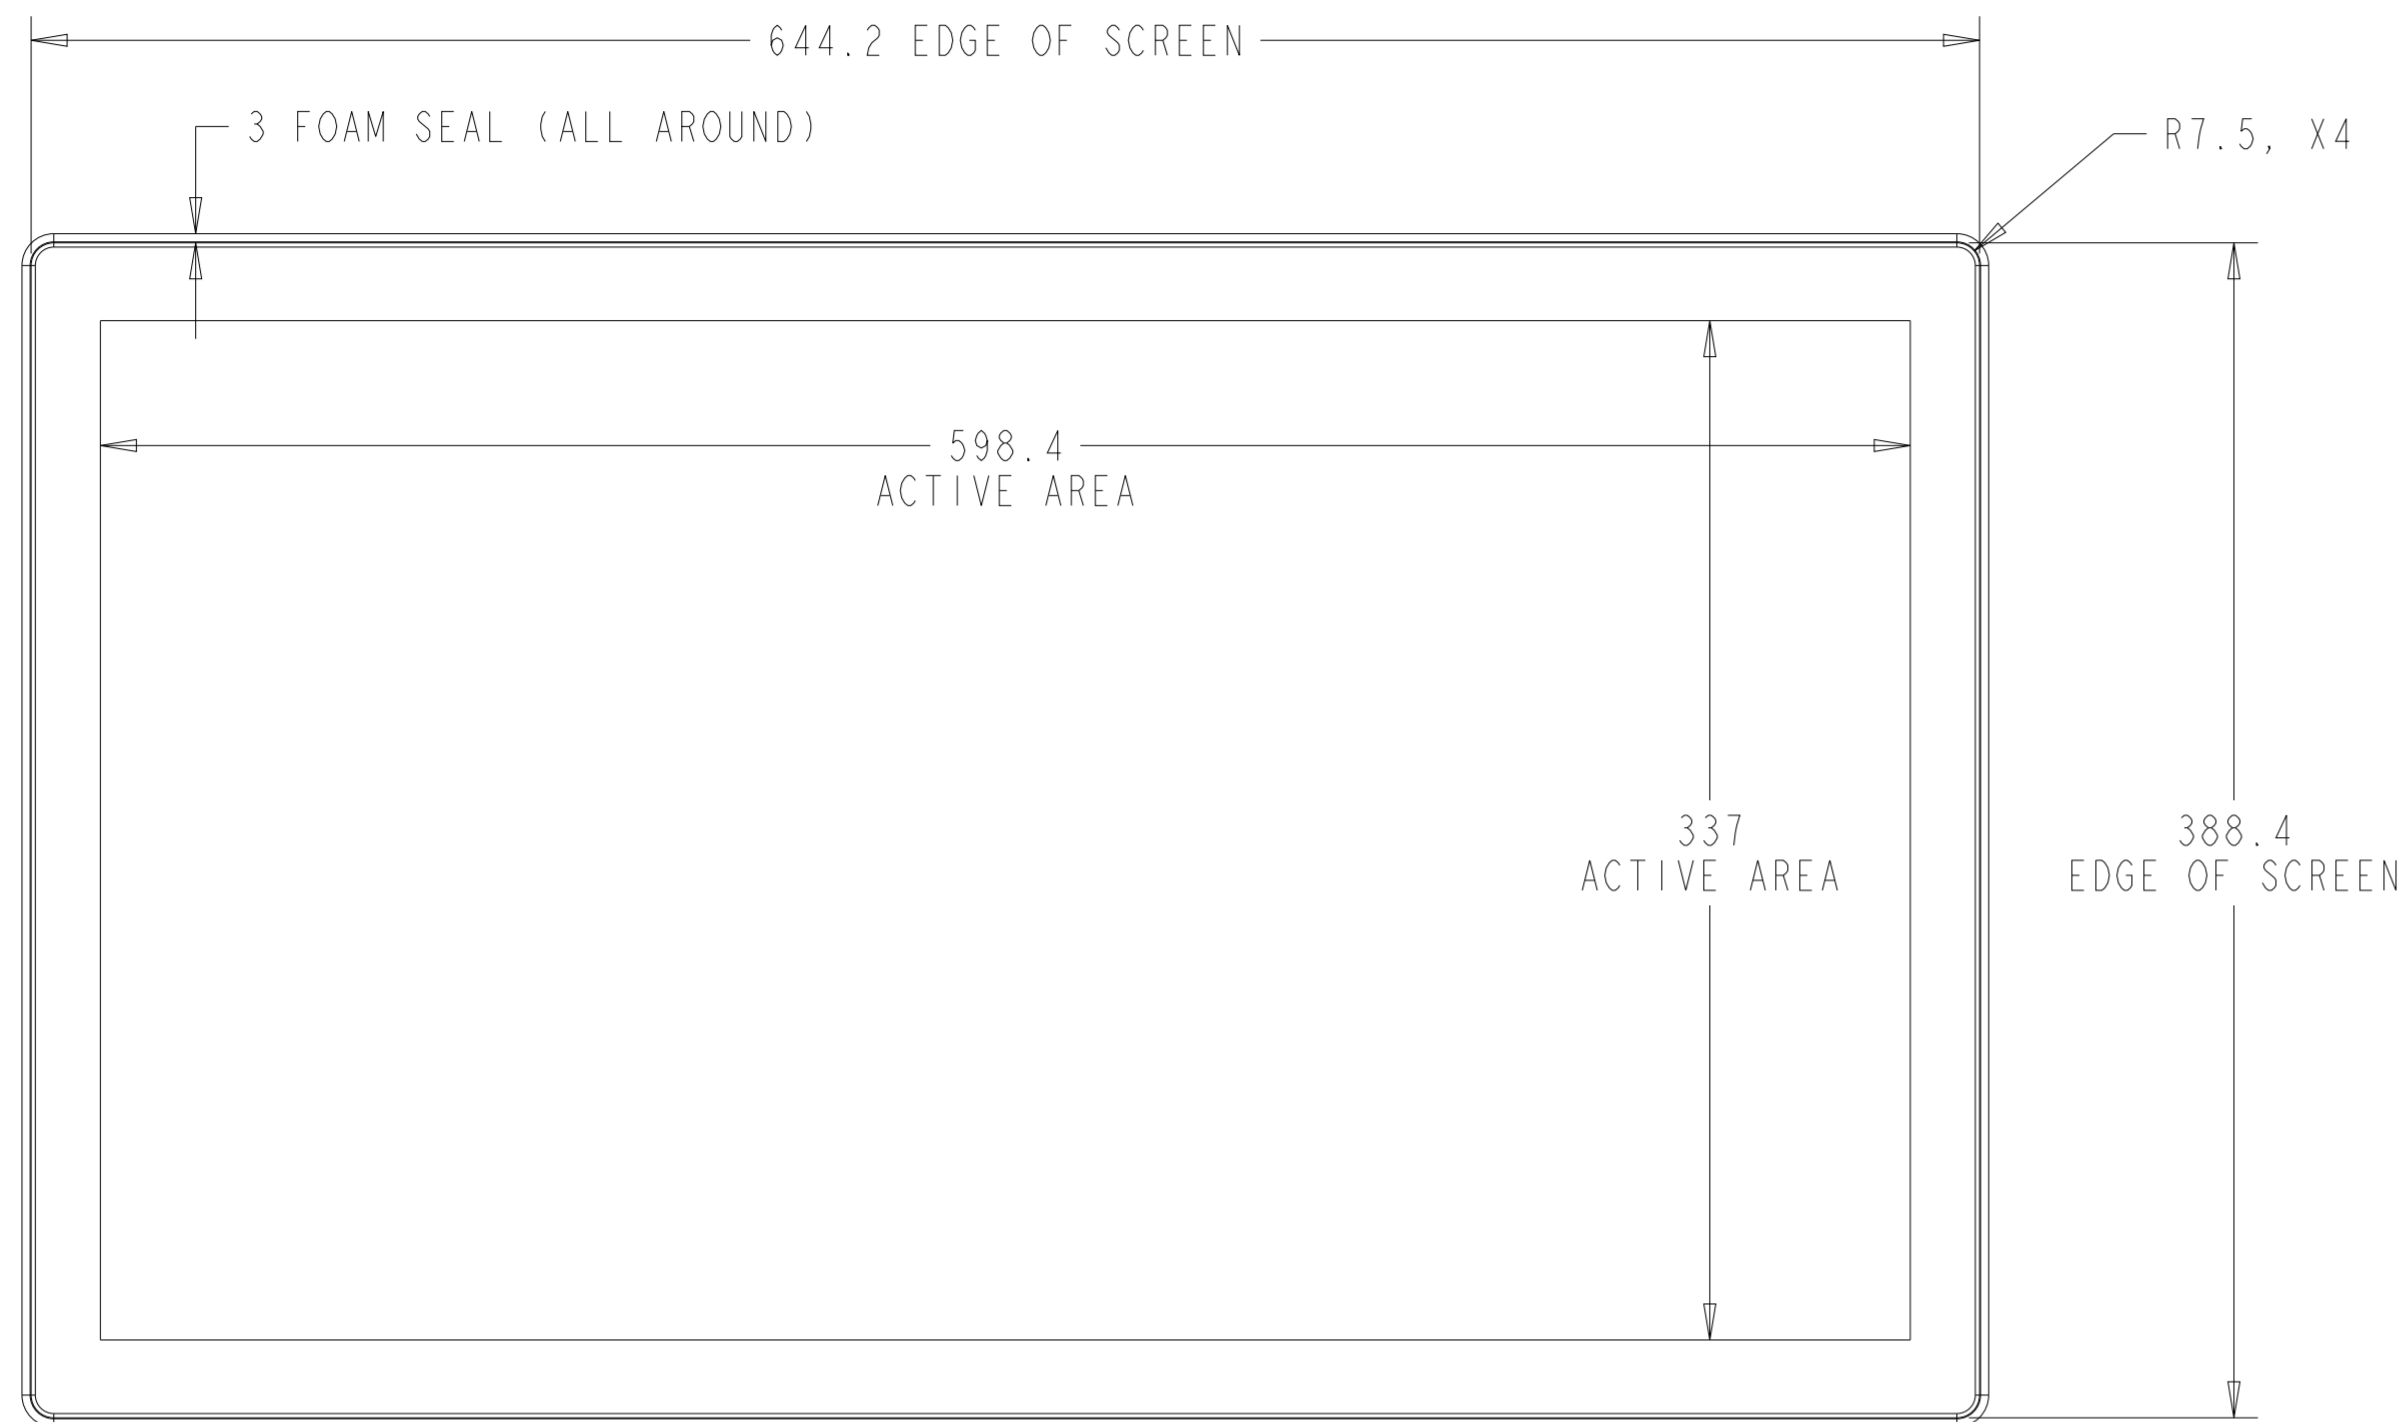 644.2 EDGE OF SCREEN
3 FOAM SEAL (ALL AROUND)
R7.5, X4
598.4
ACTIVE AREA
337
ACTIVE AREA
388.4
EDGE OF SCREEN